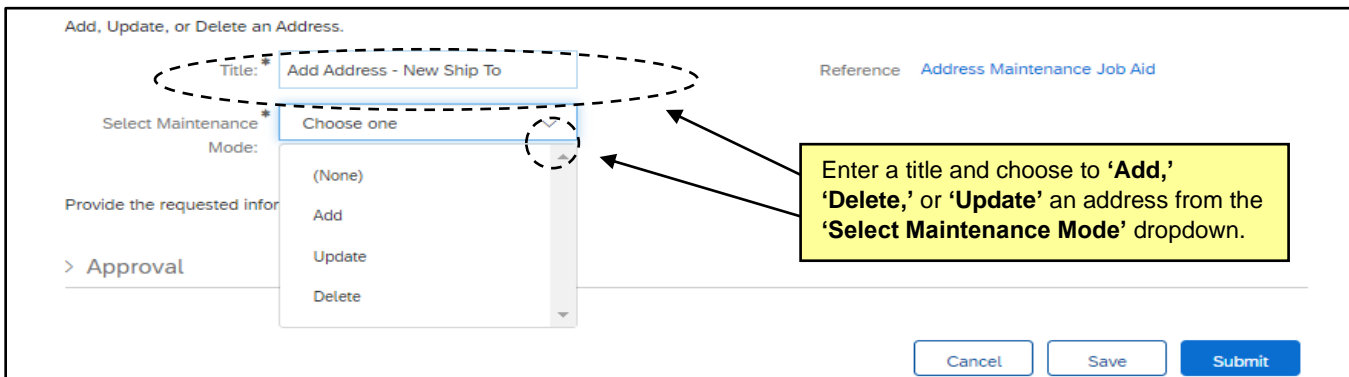 Add, Update, or Delete an Address.
Title: * Add Address - New Ship To
Reference Address Maintenance Job Aid
Select Maintenance * Choose one
Mode:
(None)
Add
Update
Delete
Provide the requested infor
> Approval
Enter a title and choose to ‘Add,’
‘Delete,’ or ‘Update’ an address from the
‘Select Maintenance Mode’ dropdown.
Cancel Save Submit